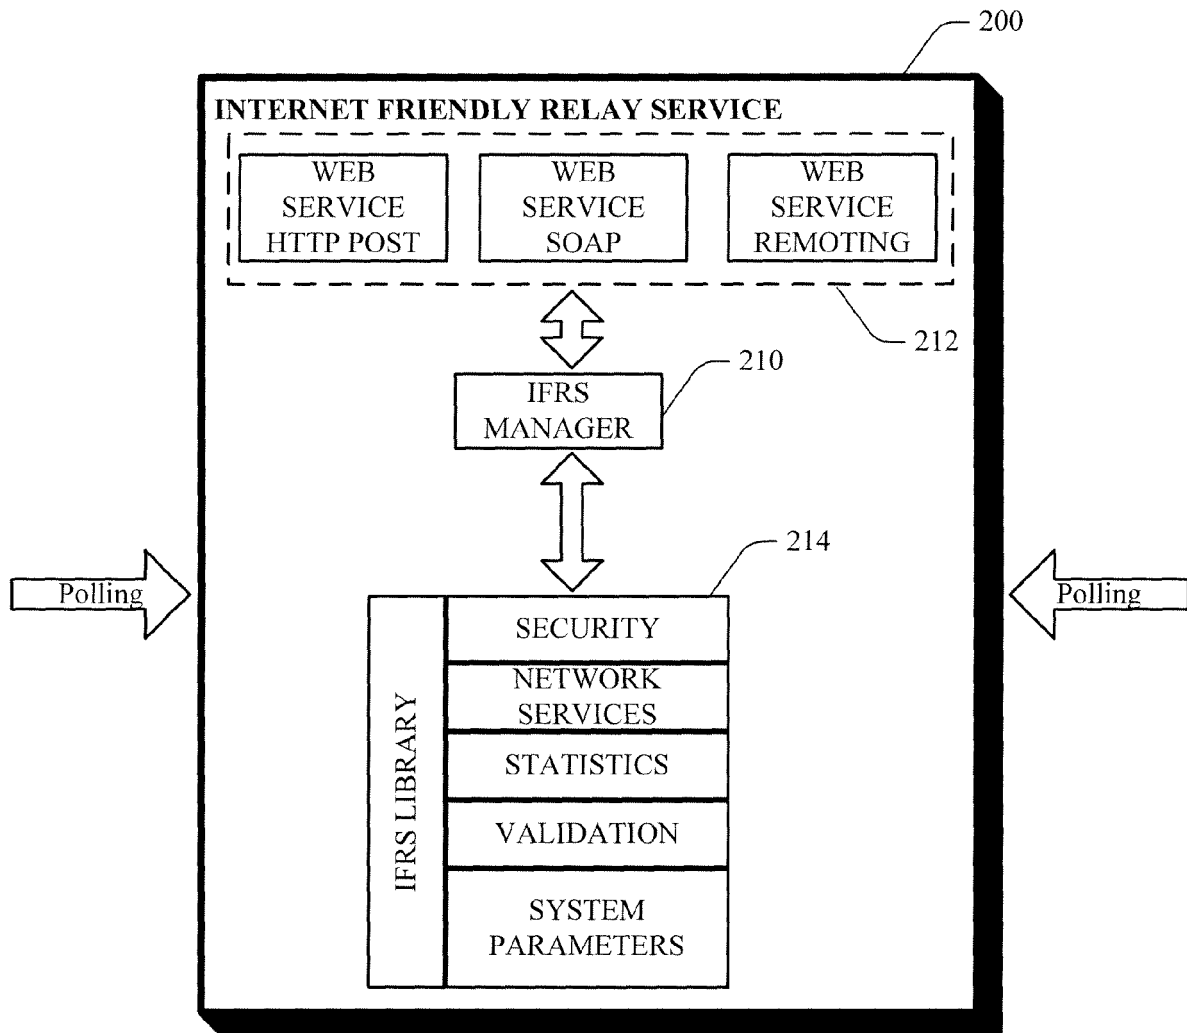 200
INTERNET FRIENDLY RELAY SERVICE
WEB
SERVICE
HTTP POST
WEB
SERVICE
SOAP
WEB
SERVICE
REMOTING
212
210
IFRS
MANAGER
214
Polling
Polling
IFRS LIBRARY
SECURITY
NETWORK
SERVICES
STATISTICS
VALIDATION
SYSTEM
PARAMETERS